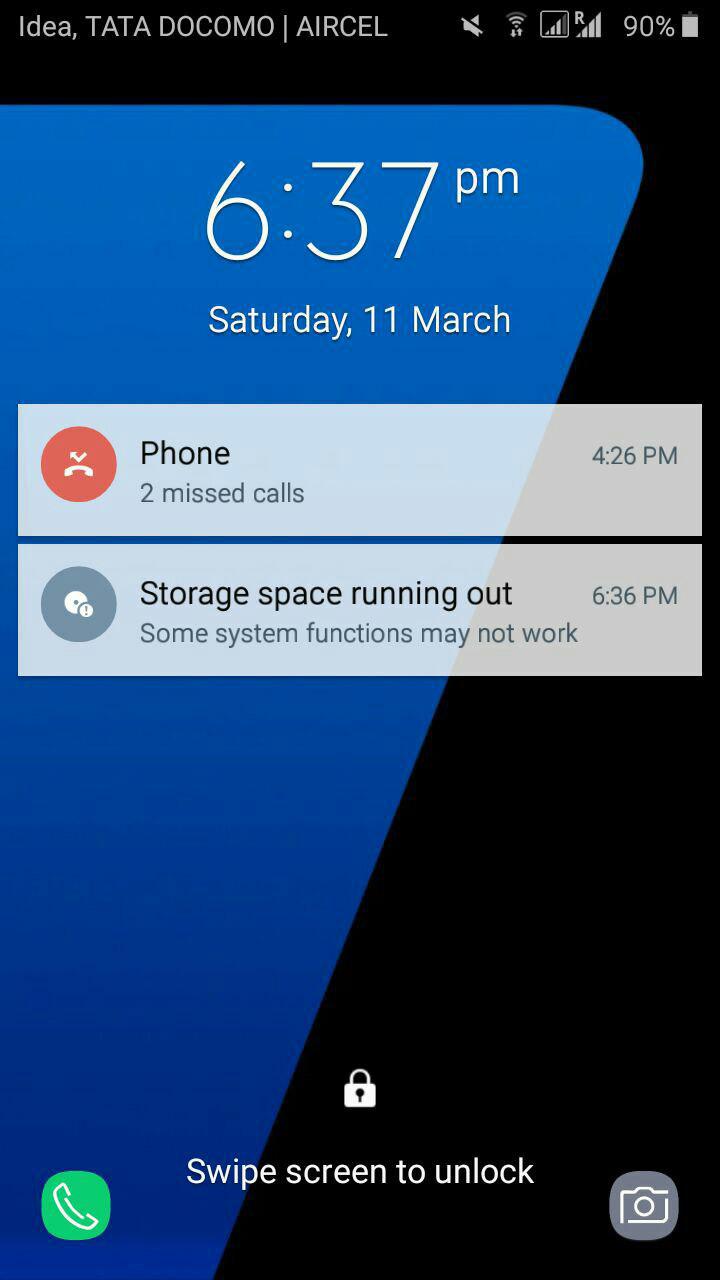 Idea, TATA DOCOMO | AIRCEL R 90%
6:37 pm
Saturday, 11 March
Phone 4:26 PM
2 missed calls
Storage space running out 6:36 PM
Some system functions may not work
Swipe screen to unlock